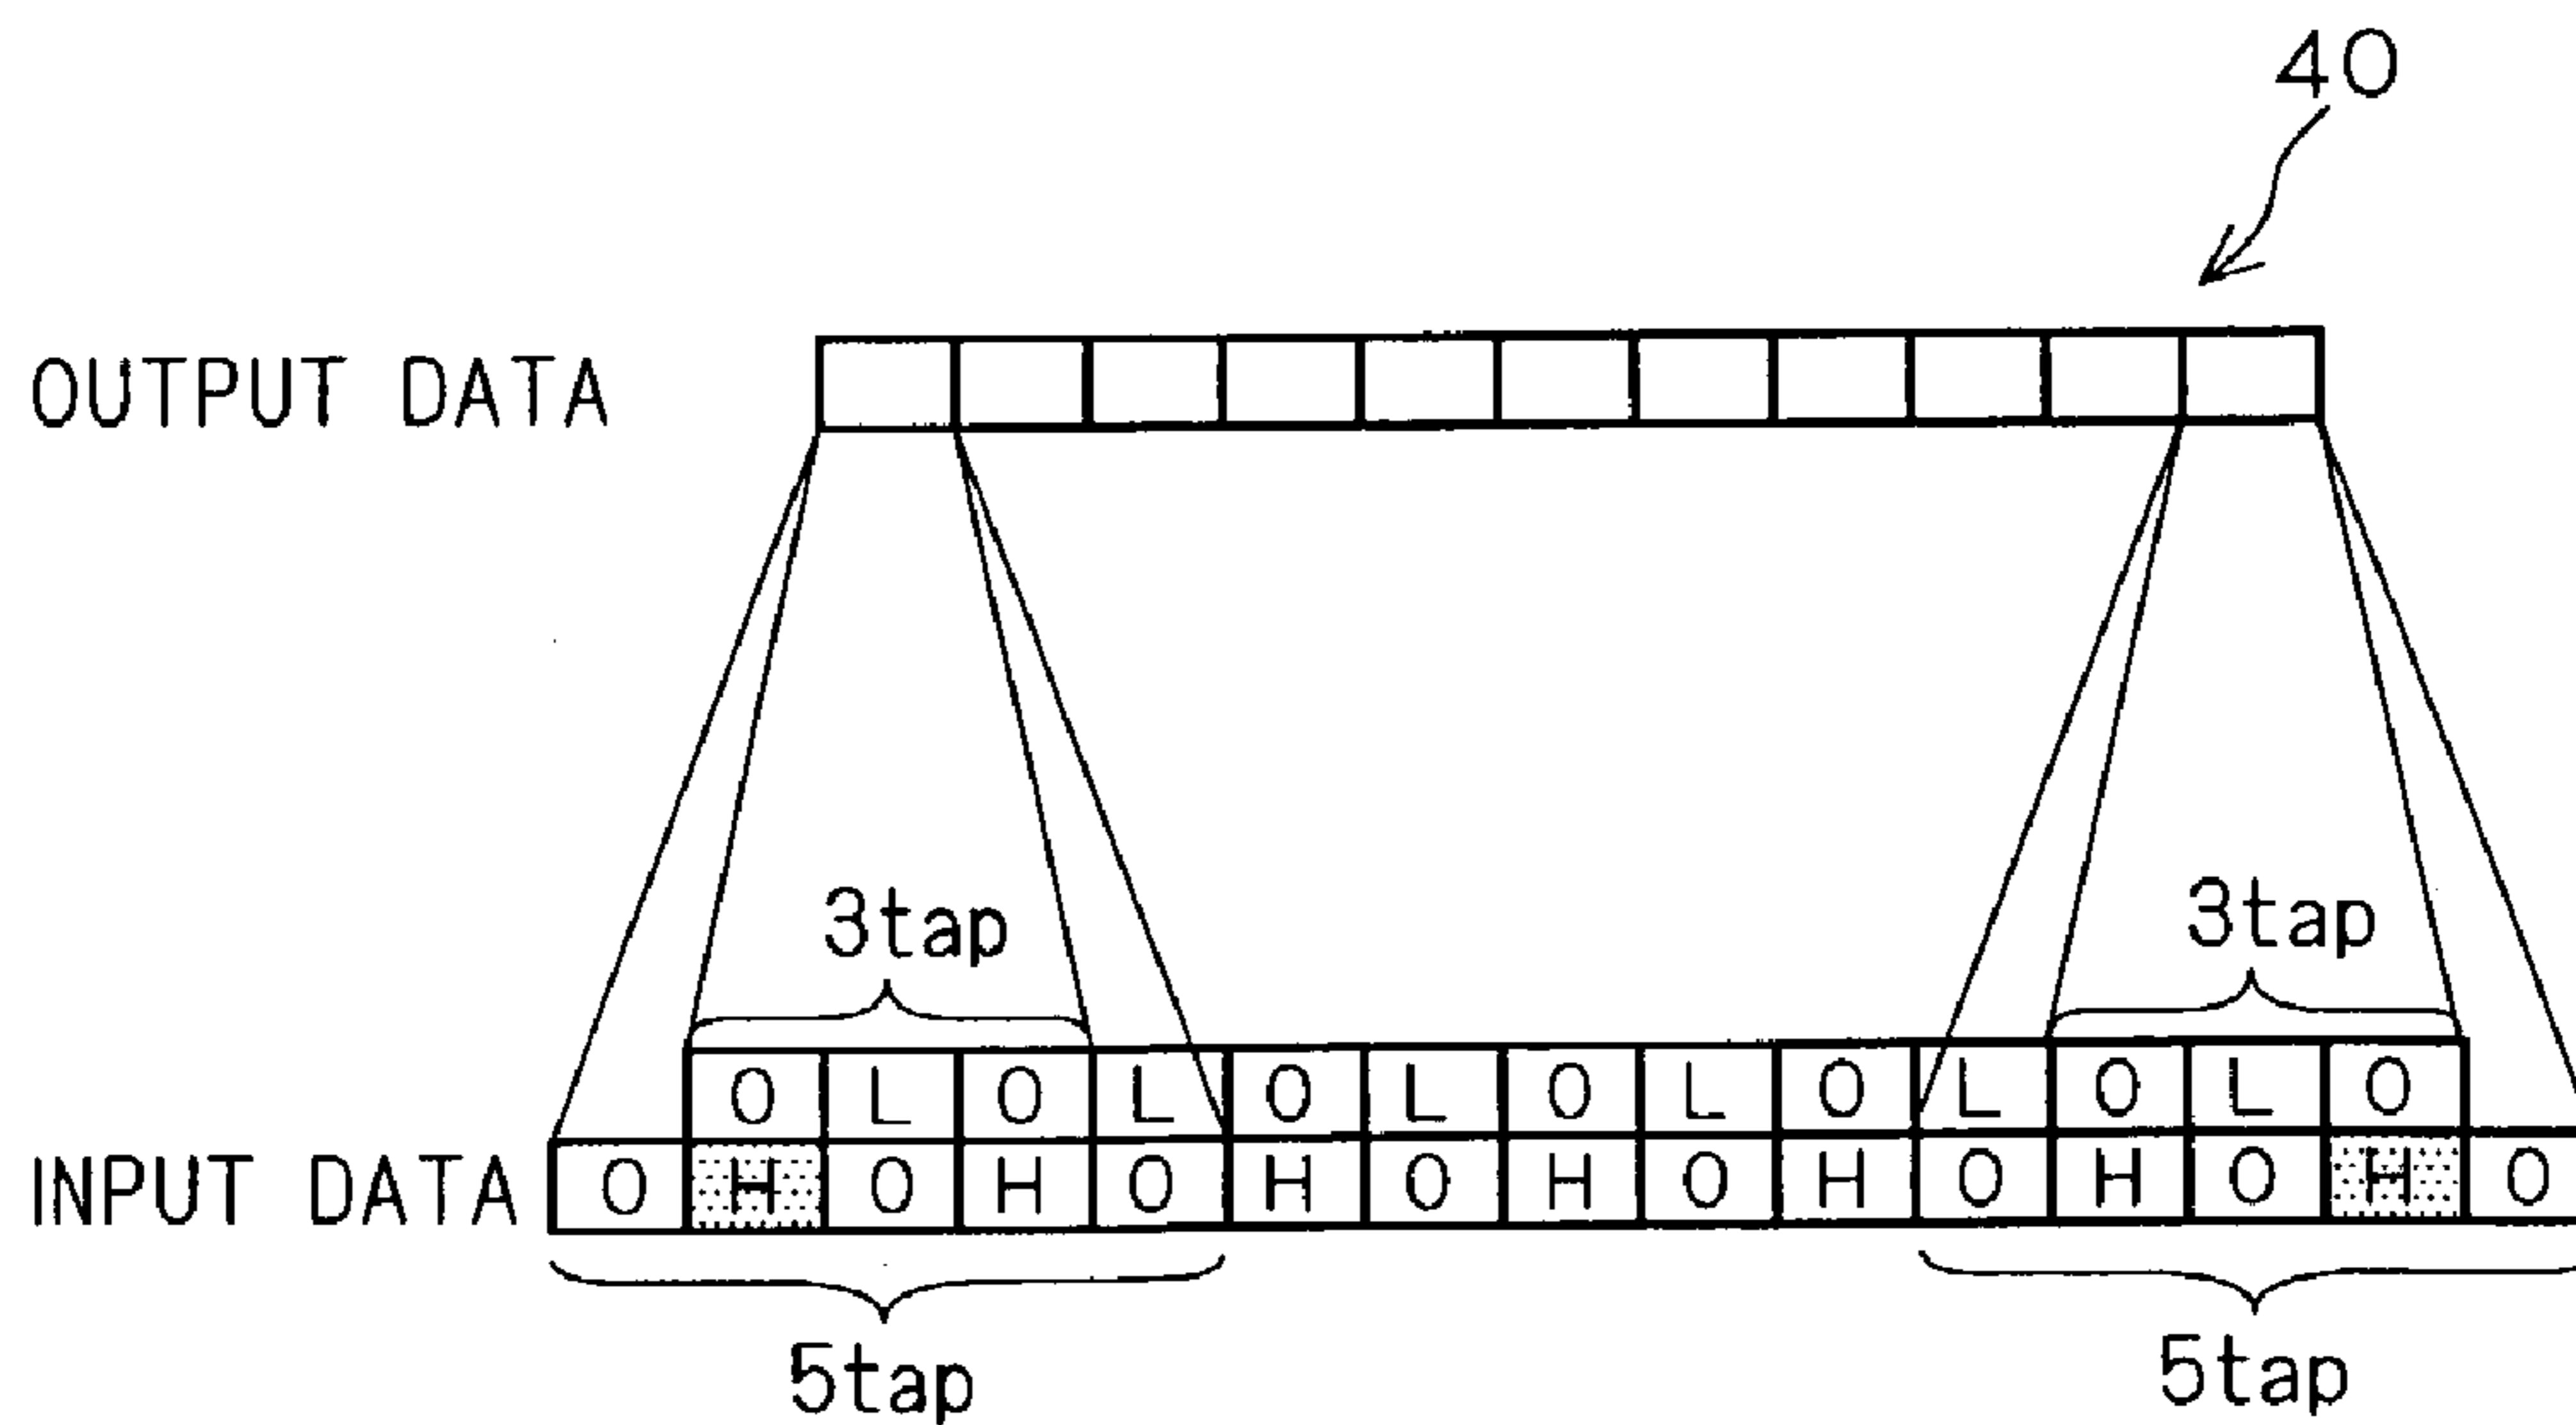 40
OUTPUT DATA
3tap 3tap
O L O L O L O L O L O L O
INPUT DATA O H O H O H O H O H O H O H O
5tap 5tap